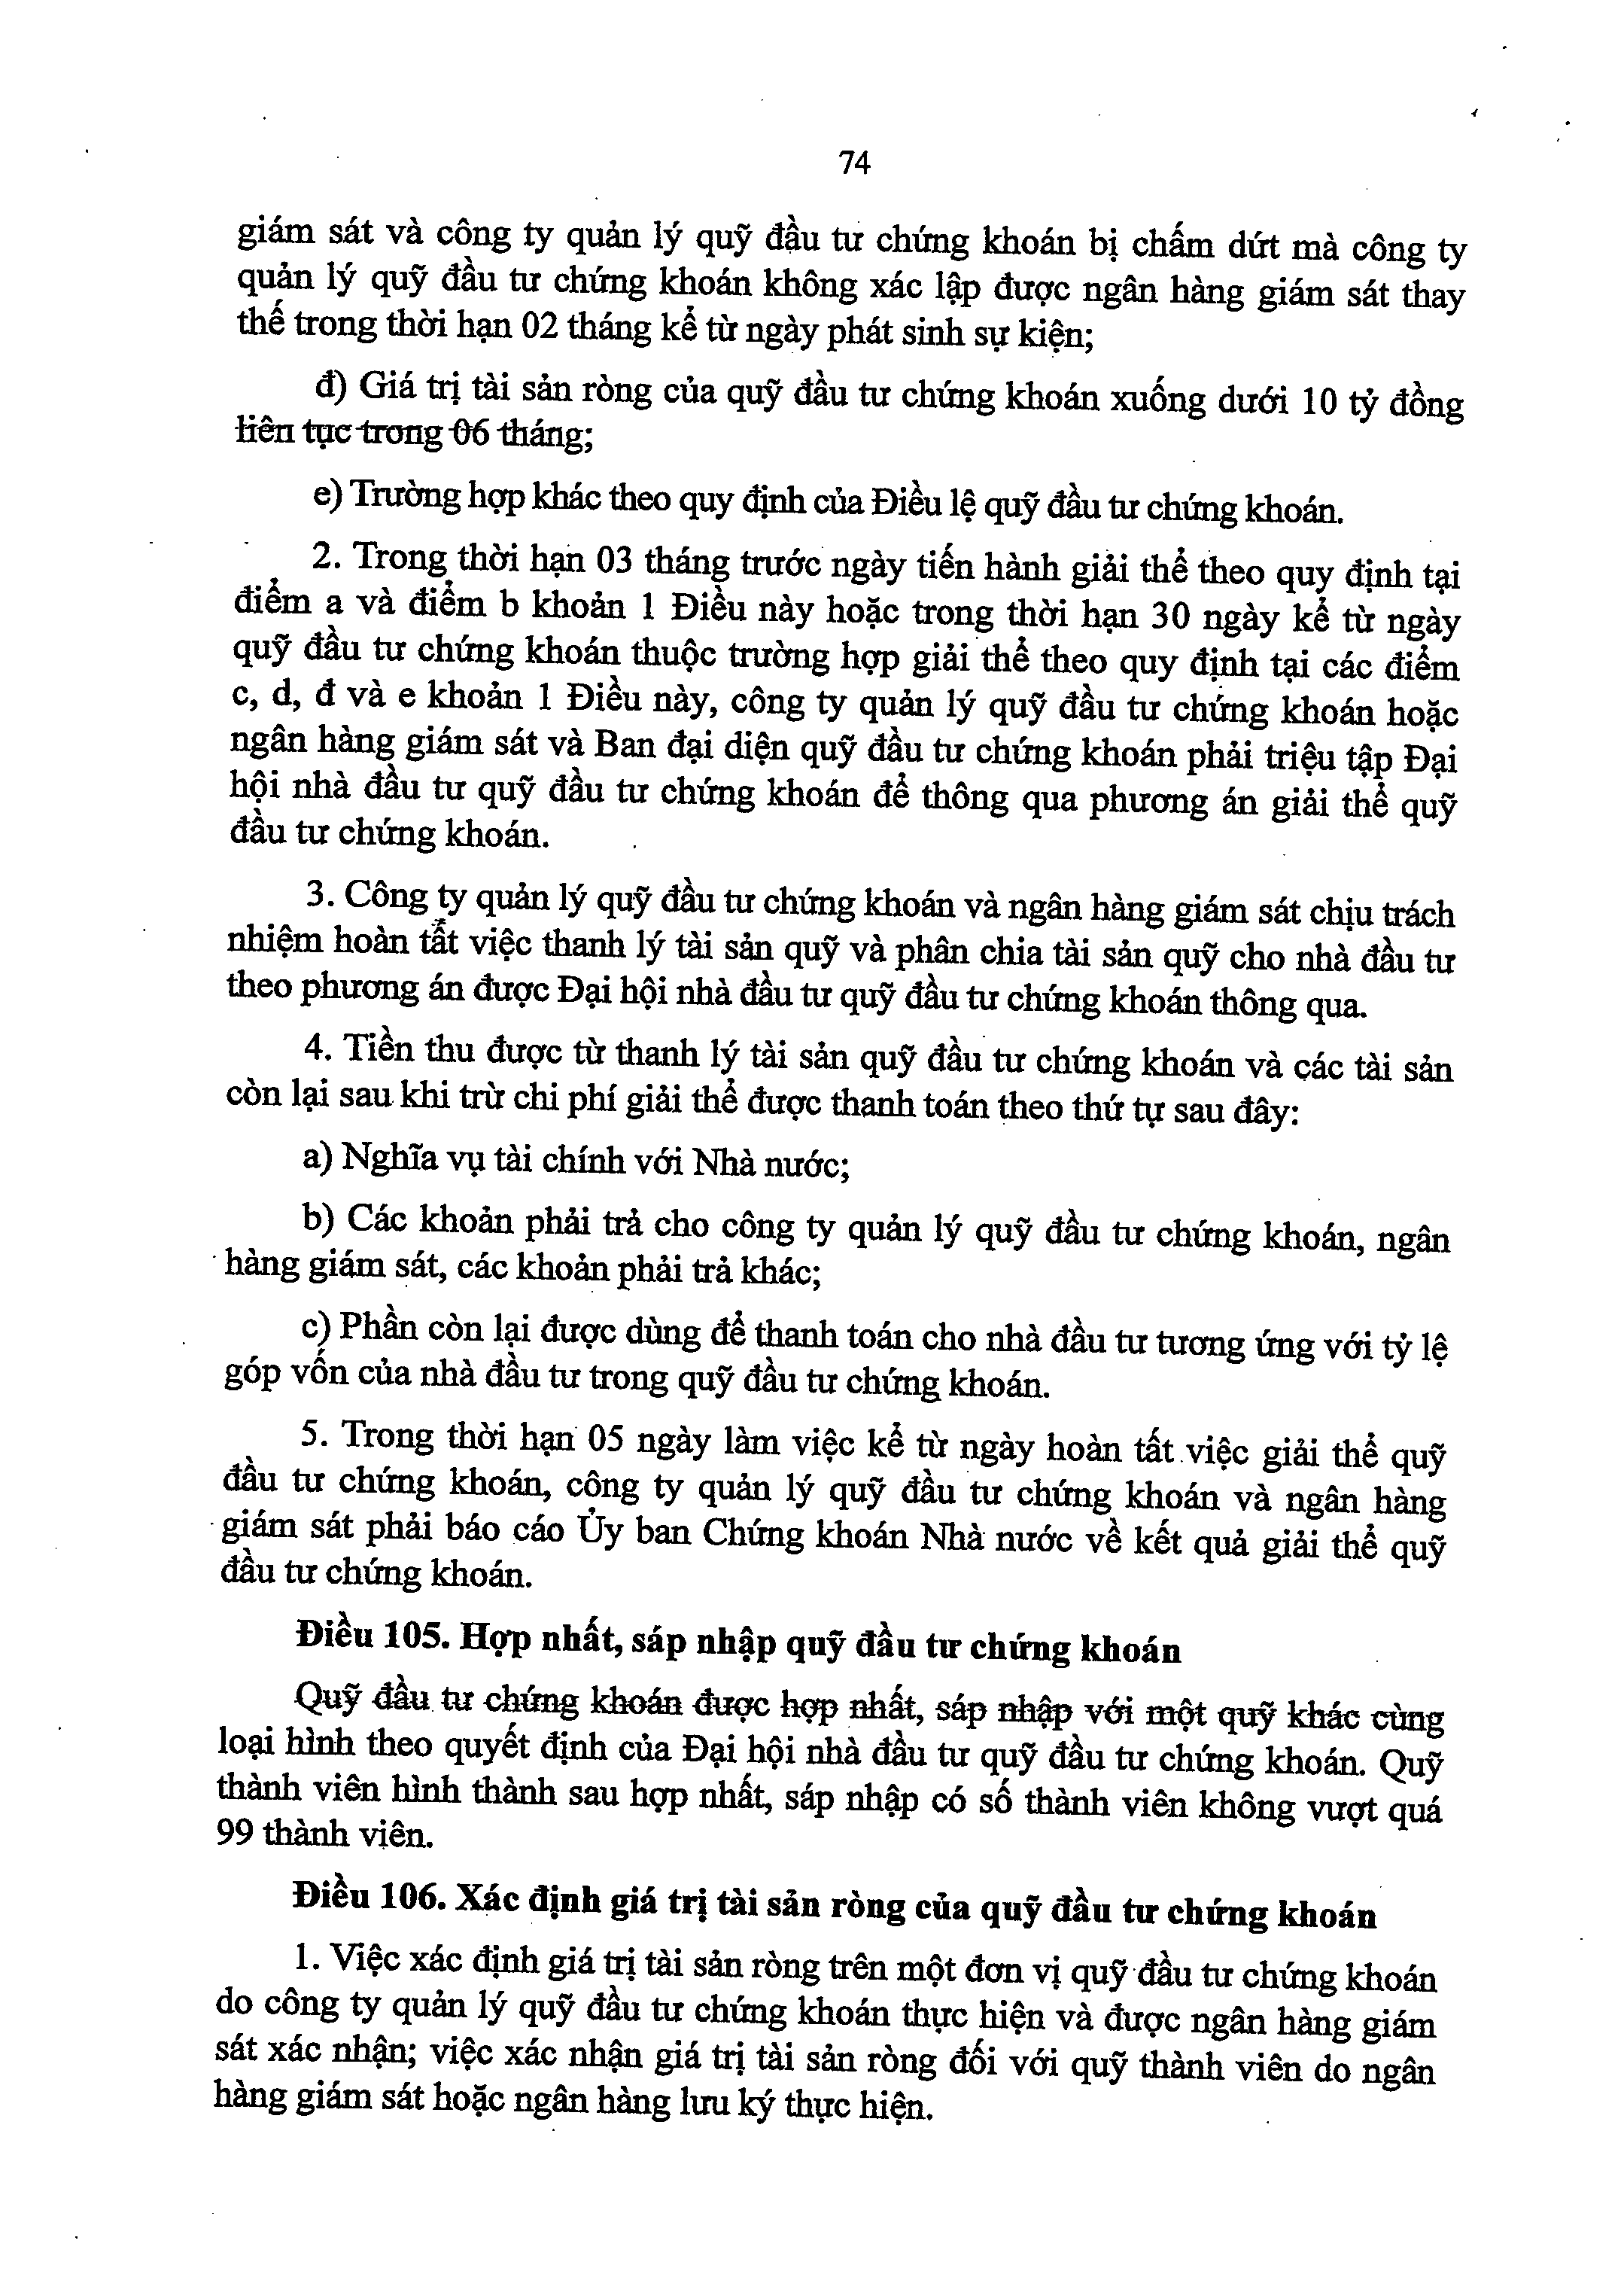 74
giám sát và công ty quản lý quỹ đầu tư chứng khoán bị chấm dứt mà công ty
quản lý quỹ đầu tư chứng khoán không xác lập được ngân hàng giám sát thay
thế trong thời hạn 02 tháng kể từ ngày phát sinh sự kiện;
đ) Giá trị tài sản ròng của quỹ đầu tư chứng khoán xuống dưới 10 tỷ đồng
liên tục trong 06 tháng;
e) Trường hợp khác theo quy định của Điều lệ quỹ đầu tư chứng khoán.
2. Trong thời hạn 03 tháng trước ngày tiến hành giải thể theo quy định tại
điểm a và điểm b khoản 1 Điều này hoặc trong thời hạn 30 ngày kể từ ngày
quỹ đầu tư chứng khoán thuộc trường hợp giải thể theo quy định tại các điểm
c, d, đ và e khoản 1 Điều này, công ty quản lý quỹ đầu tư chứng khoán hoặc
ngân hàng giám sát và Ban đại diện quỹ đầu tư chứng khoán phải triệu tập Đại
hội nhà đầu tư quỹ đầu tư chứng khoán để thông qua phương án giải thể quỹ
đầu tư chứng khoán.
3. Công ty quản lý quỹ đầu tư chứng khoán và ngân hàng giám sát chịu trách
nhiệm hoàn tất việc thanh lý tài sản quỹ và phân chia tài sản quỹ cho nhà đầu tư
theo phương án được Đại hội nhà đầu tư quỹ đầu tư chứng khoán thông qua.
4. Tiền thu được từ thanh lý tài sản quỹ đầu tư chứng khoán và các tài sản
còn lại sau khi trừ chi phí giải thể được thanh toán theo thứ tự sau đây:
a) Nghĩa vụ tài chính với Nhà nước;
b) Các khoản phải trả cho công ty quản lý quỹ đầu tư chứng khoán, ngân
hàng giám sát, các khoản phải trả khác;
c) Phần còn lại được dùng để thanh toán cho nhà đầu tư tương ứng với tỷ lệ
góp vốn của nhà đầu tư trong quỹ đầu tư chứng khoán.
5. Trong thời hạn 05 ngày làm việc kể từ ngày hoàn tất việc giải thể quỹ
đầu tư chứng khoán, công ty quản lý quỹ đầu tư chứng khoán và ngân hàng
giám sát phải báo cáo Ủy ban Chứng khoán Nhà nước về kết quả giải thể quỹ
đầu tư chứng khoán.
Điều 105. Hợp nhất, sáp nhập quỹ đầu tư chứng khoán
Quỹ đầu tư chứng khoán được hợp nhất, sáp nhập với một quỹ khác cùng
loại hình theo quyết định của Đại hội nhà đầu tư quỹ đầu tư chứng khoán. Quỹ
thành viên hình thành sau hợp nhất, sáp nhập có số thành viên không vượt quá
99 thành viên.
Điều 106. Xác định giá trị tài sản ròng của quỹ đầu tư chứng khoán
1. Việc xác định giá trị tài sản ròng trên một đơn vị quỹ đầu tư chứng khoán
do công ty quản lý quỹ đầu tư chứng khoán thực hiện và được ngân hàng giám
sát xác nhận; việc xác nhận giá trị tài sản ròng đối với quỹ thành viên do ngân
hàng giám sát hoặc ngân hàng lưu ký thực hiện.